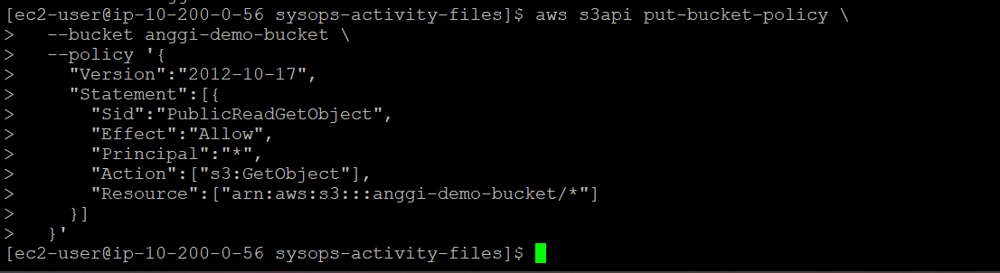 [ec2-user@ip-10-200-0-56 sysops-activity-files]$ aws s3api put-bucket-policy \
>   --bucket anggi-demo-bucket \
>   --policy '{
>     "Version":"2012-10-17",
>     "Statement":[{
>       "Sid":"PublicReadGetObject",
>       "Effect":"Allow",
>       "Principal":"*",
>       "Action":["s3:GetObject"],
>       "Resource":["arn:aws:s3:::anggi-demo-bucket/*"]
>     }]
>   }'
[ec2-user@ip-10-200-0-56 sysops-activity-files]$